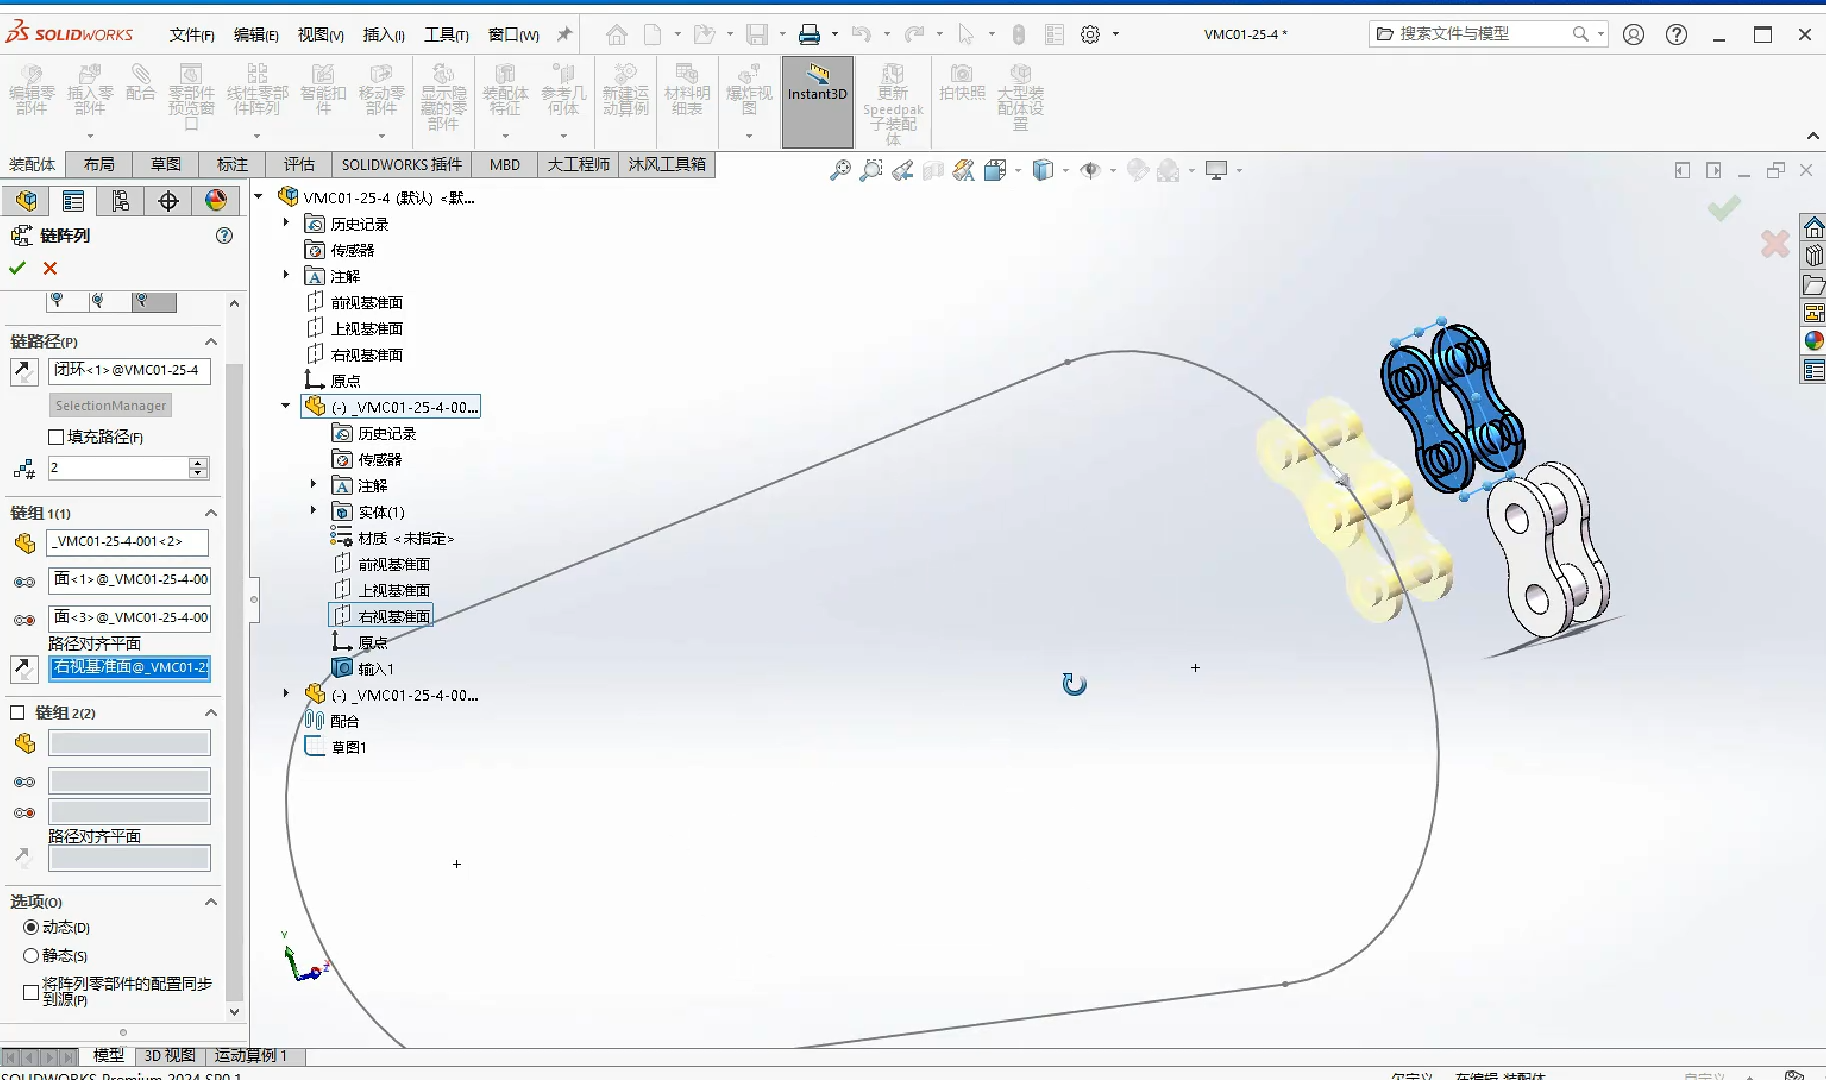 SOLIDWORKS 文件(F) 编辑(E) 视图(V) 插入(I) 工具(T) 窗口(W) VMC01-25-4 * 搜索文件与模型
编辑零部件 插入零部件 配合 零部件预览窗口 线性零部件阵列 智能扣件 移动零部件 显示隐藏的零部件 装配体特征 参考几何体 新建运动算例 材料明细表 爆炸视图 Instant3D 更新Speedpak子装配体 拍快照 大型装配体设置
装配体 布局 草图 标注 评估 SOLIDWORKS 插件 MBD 大工程师 沐风工具箱
链阵列
链路径(P)
闭环<1>@VMC01-25-4
SelectionManager
填充路径(F)
2
链组1(1)
_VMC01-25-4-001<2>
面<1>@_VMC01-25-4-00
面<3>@_VMC01-25-4-00
路径对齐平面
右视基准面@_VMC01-25
链组2(2)
路径对齐平面
选项(O)
动态(D)
静态(S)
将阵列零部件的配置同步到源(P)
VMC01-25-4 (默认) <默...
历史记录
传感器
注解
前视基准面
上视基准面
右视基准面
原点
(-) _VMC01-25-4-00...
历史记录
传感器
注解
实体(1)
材质 <未指定>
前视基准面
上视基准面
右视基准面
原点
输入1
(-) _VMC01-25-4-00...
配合
草图1
Y
Z
模型 3D 视图 运动算例 1
SOLIDWORKS Premium 2024 SP0.1 欠定义 在编辑 装配体 自定义